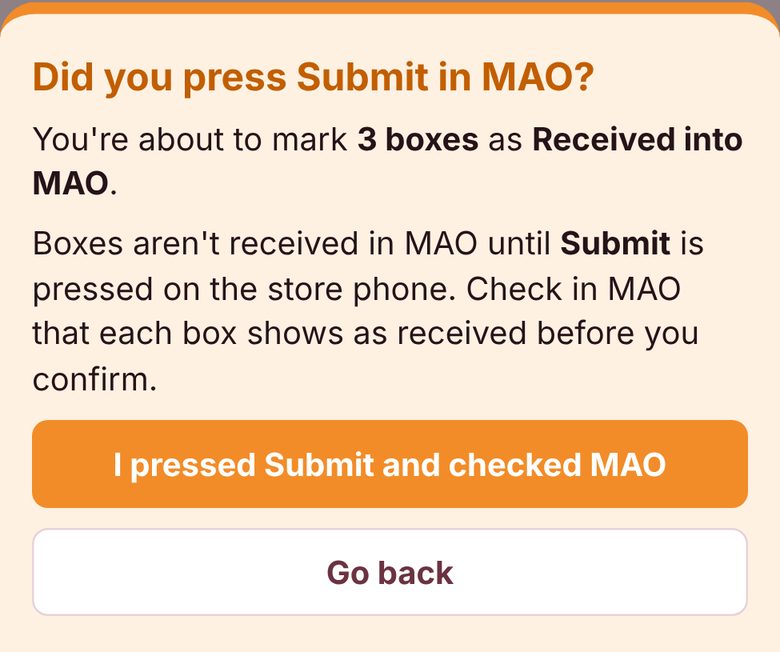 Did you press Submit in MAO?
You're about to mark 3 boxes as Received into
MAO.
Boxes aren't received in MAO until Submit is
pressed on the store phone. Check in MAO
that each box shows as received before you
confirm.
I pressed Submit and checked MAO
Go back